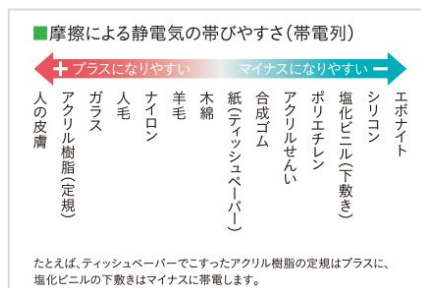 ■摩擦による静電気の帯びやすさ(帯電列)
+ プラスになりやすい
マイナスになりやすい −
人の皮膚
アクリル樹脂(定規)
ガラス
人毛
ナイロン
羊毛
木綿
紙(ティッシュペーパー)
合成ゴム
アクリルせんい
ポリエチレン
塩化ビニル(下敷き)
シリコン
エボナイト
たとえば、ティッシュペーパーでこすったアクリル樹脂の定規はプラスに、
塩化ビニルの下敷きはマイナスに帯電します。